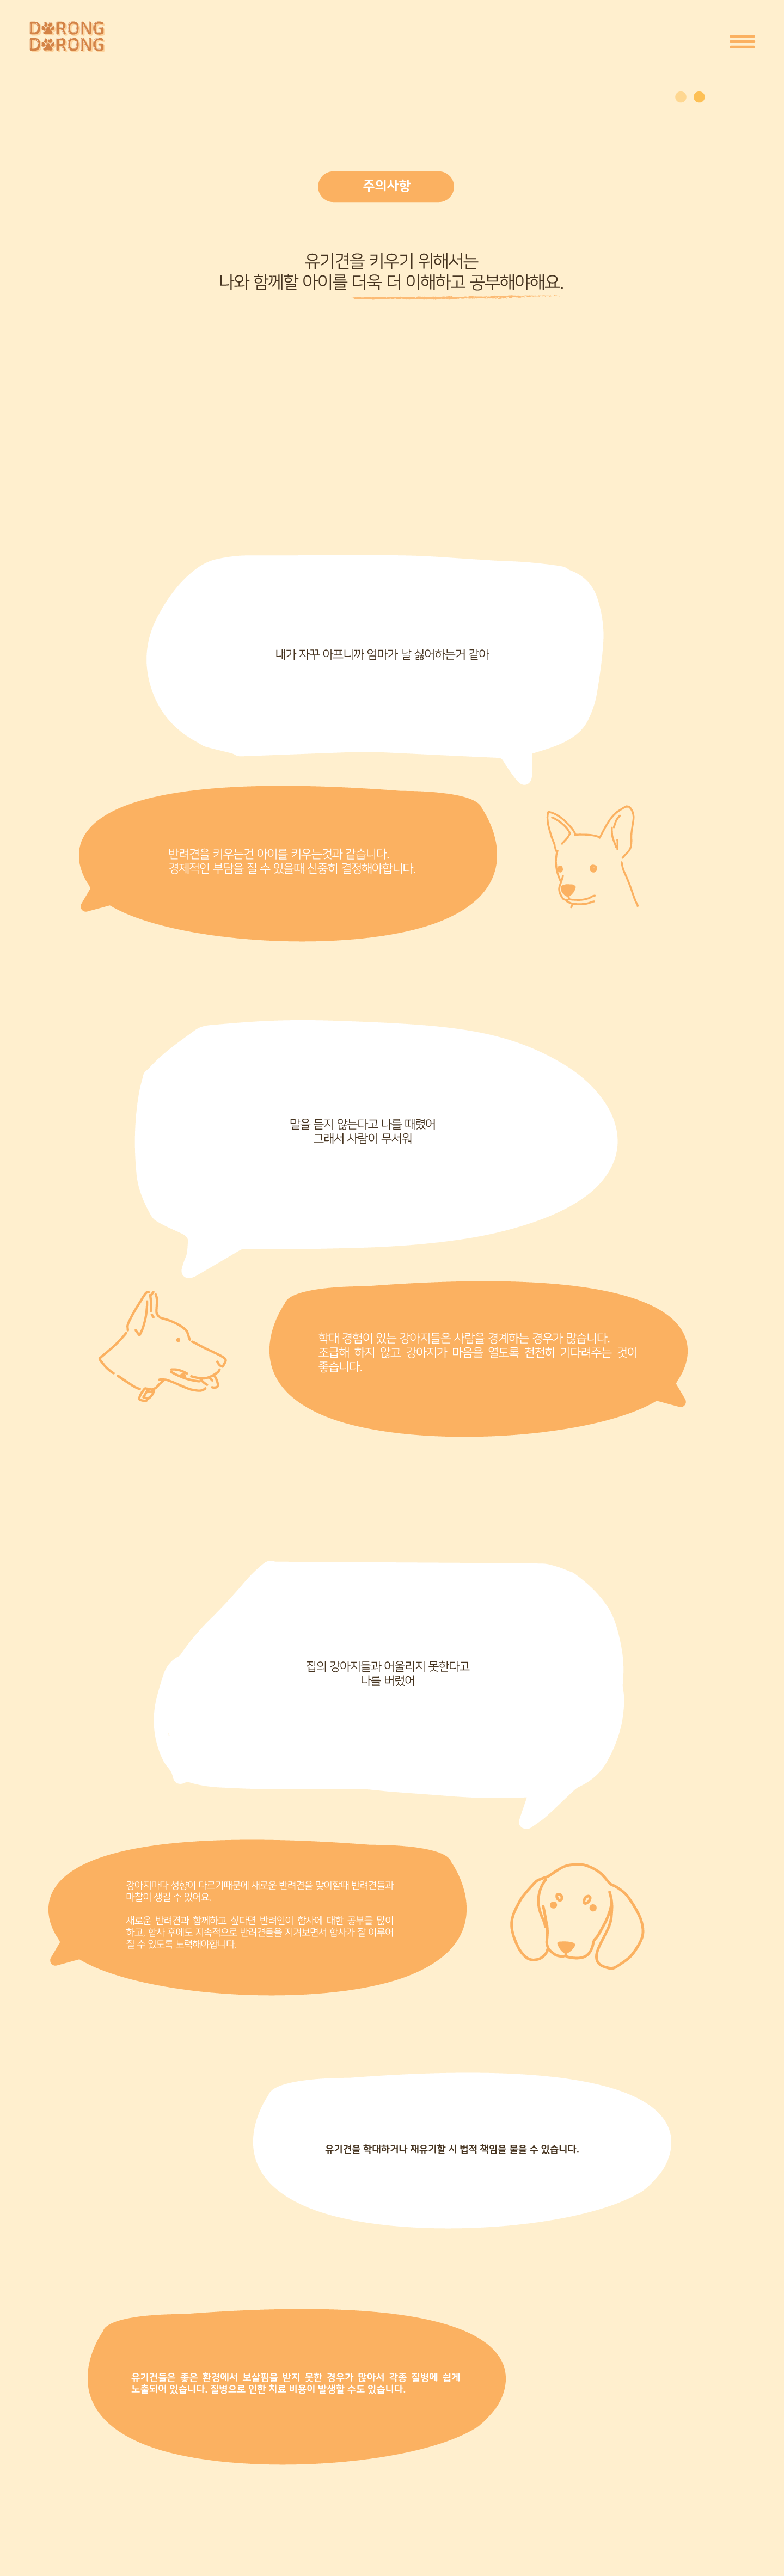 DORONG
DORONG
주의사항
유기견을 키우기 위해서는
나와 함께할 아이를 더욱 더 이해하고 공부해야해요.
내가 자꾸 아프니까 엄마가 날 싫어하는거 같아
반려견을 키우는건 아이를 키우는것과 같습니다.
경제적인 부담을 질 수 있을때 신중히 결정해야합니다.
말을 듣지 않는다고 나를 때렸어
그래서 사람이 무서워
학대 경험이 있는 강아지들은 사람을 경계하는 경우가 많습니다.
조급해 하지 않고 강아지가 마음을 열도록 천천히 기다려주는 것이
좋습니다.
집의 강아지들과 어울리지 못한다고
나를 버렸어
강아지마다 성향이 다르기때문에 새로운 반려견을 맞이할때 반려견들과
마찰이 생길 수 있어요.
새로운 반려견과 함께하고 싶다면 반려인이 합사에 대한 공부를 많이
하고, 합사 후에도 지속적으로 반려견들을 지켜보면서 합사가 잘 이루어
질 수 있도록 노력해야합니다.
유기견을 학대하거나 재유기할 시 법적 책임을 물을 수 있습니다.
유기견들은 좋은 환경에서 보살핌을 받지 못한 경우가 많아서 각종 질병에 쉽게
노출되어 있습니다. 질병으로 인한 치료 비용이 발생할 수도 있습니다.